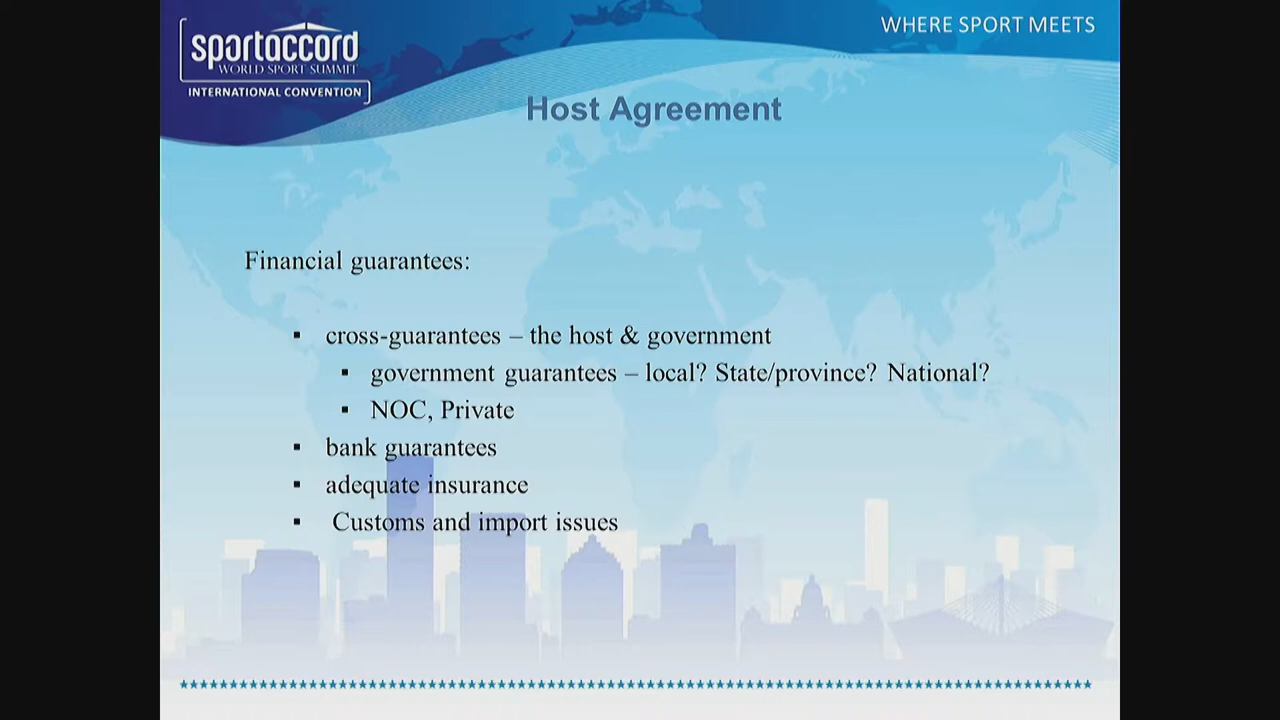 sportaccord
WORLD SPORT SUMMIT
INTERNATIONAL CONVENTION
WHERE SPORT MEETS
Host Agreement
Financial guarantees:
▪ cross-guarantees – the host & government
▪ government guarantees – local? State/province? National?
▪ NOC, Private
▪ bank guarantees
▪ adequate insurance
▪ Customs and import issues